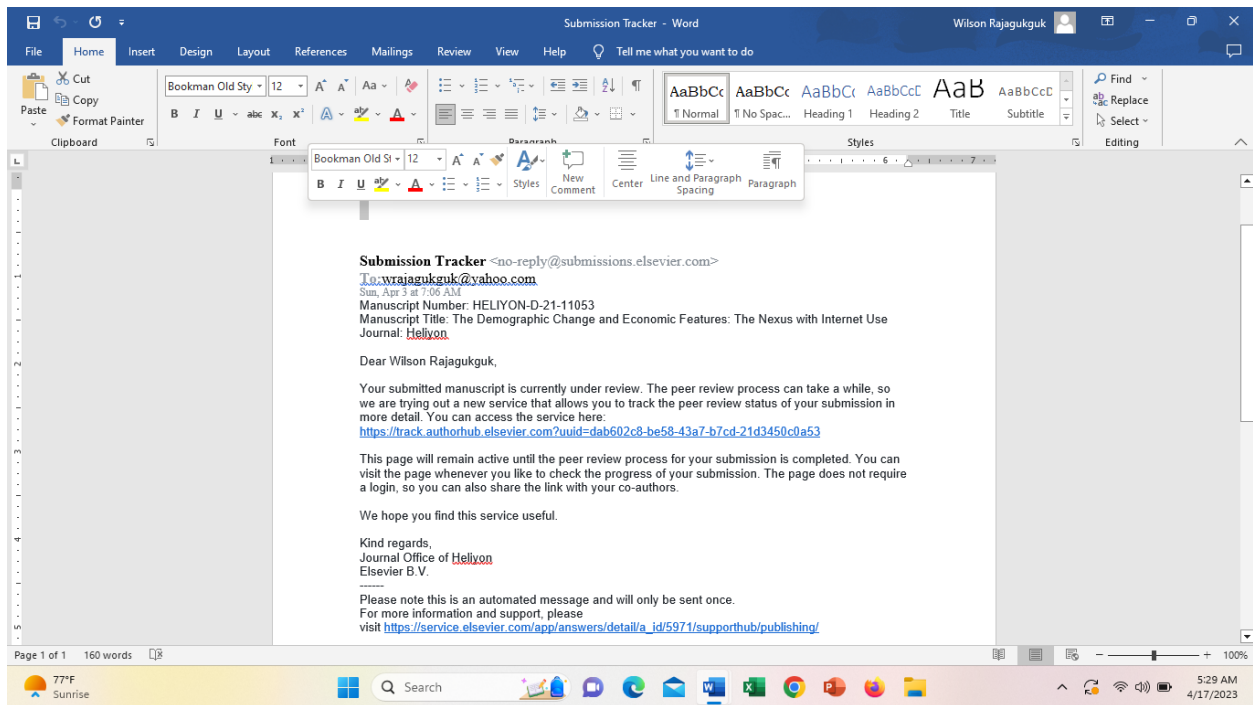 Submission Tracker - Word
Wilson Rajagukguk
File Home Insert Design Layout References Mailings Review View Help Tell me what you want to do
Paste
Cut
Copy
Format Painter
Clipboard
Bookman Old Sty 12
Font
Paragraph
AaBbCc AaBbCc AaBbCc AaBbCcD AaB AaBbCcD
¶ Normal ¶ No Spac... Heading 1 Heading 2 Title Subtitle
Styles
Find
Replace
Select
Editing
Bookman Old St 12
Styles
New Comment
Center
Line and Paragraph Spacing
Paragraph
Submission Tracker <no-reply@submissions.elsevier.com>
To:wrajagukguk@yahoo.com
Sun, Apr 3 at 7:06 AM
Manuscript Number: HELIYON-D-21-11053
Manuscript Title: The Demographic Change and Economic Features: The Nexus with Internet Use
Journal: Heliyon
Dear Wilson Rajagukguk,
Your submitted manuscript is currently under review. The peer review process can take a while, so
we are trying out a new service that allows you to track the peer review status of your submission in
more detail. You can access the service here:
https://track.authorhub.elsevier.com?uuid=dab602c8-be58-43a7-b7cd-21d3450c0a53
This page will remain active until the peer review process for your submission is completed. You can
visit the page whenever you like to check the progress of your submission. The page does not require
a login, so you can also share the link with your co-authors.
We hope you find this service useful.
Kind regards,
Journal Office of Heliyon
Elsevier B.V.
------
Please note this is an automated message and will only be sent once.
For more information and support, please
visit https://service.elsevier.com/app/answers/detail/a_id/5971/supporthub/publishing/
Page 1 of 1 160 words
100%
77°F
Sunrise
Search
5:29 AM
4/17/2023